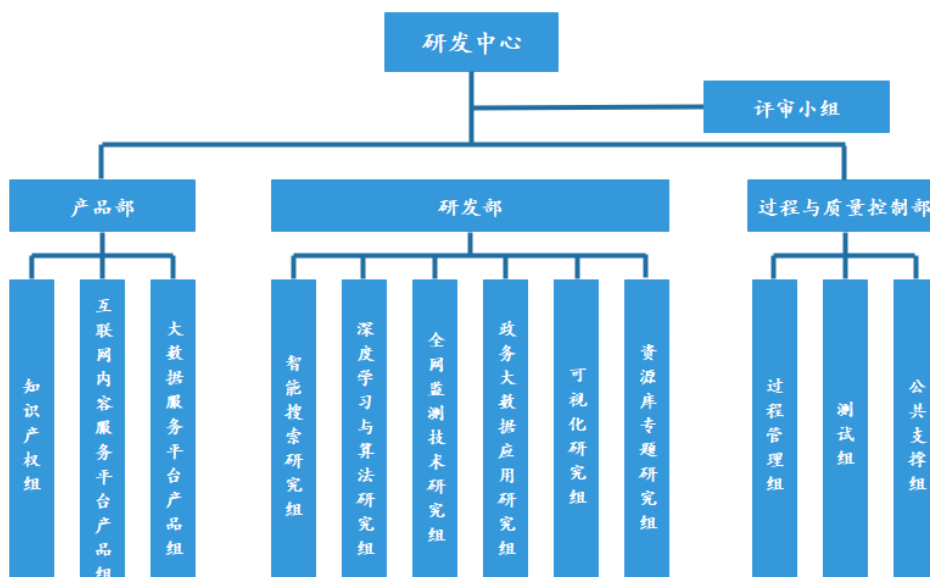 研发中心
评审小组
产品部
研发部
过程与质量控制部
知识产权组
互联网内容服务平台产品组
大数据服务平台产品组
智能搜索研究组
深度学习与算法研究组
全网监测技术研究组
政务大数据应用研究组
可视化研究组
资源库专题研究组
过程管理组
测试组
公共支撑组